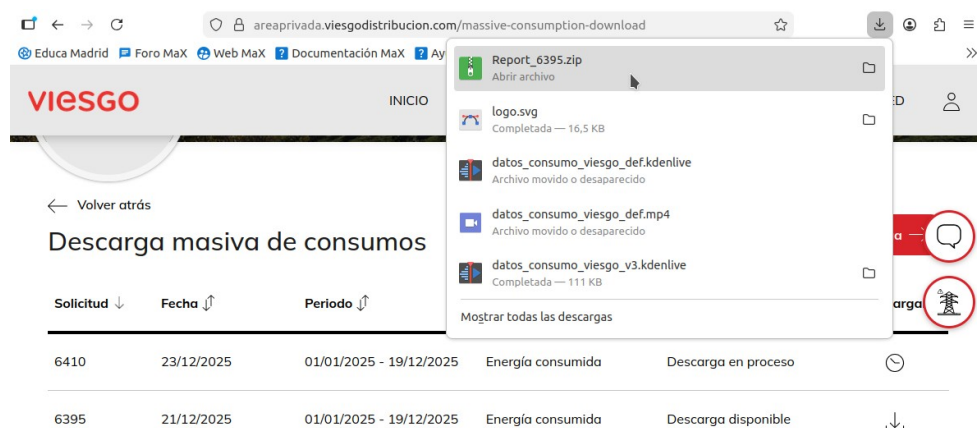 areaprivada.viesgodistribucion.com/massive-consumption-download
Educa Madrid Foro MaX Web MaX Documentación MaX Ay
Report_6395.zip
Abrir archivo
logo.svg
Completada — 16,5 KB
datos_consumo_viesgo_def.kdenlive
Archivo movido o desaparecido
datos_consumo_viesgo_def.mp4
Archivo movido o desaparecido
datos_consumo_viesgo_v3.kdenlive
Completada — 111 KB
Mostrar todas las descargas
viesgo INICIO ED
Volver atrás
Descarga masiva de consumos a
Solicitud Fecha Periodo arga
6410 23/12/2025 01/01/2025 - 19/12/2025 Energía consumida Descarga en proceso
6395 21/12/2025 01/01/2025 - 19/12/2025 Energía consumida Descarga disponible